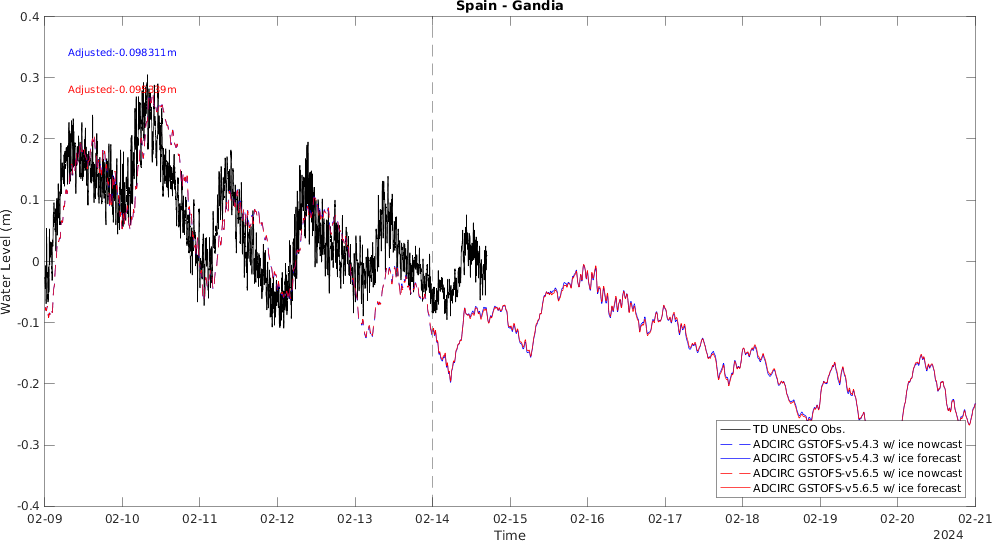 Spain - Gandia
0.4
0.3
0.2
0.1
0
-0.1
-0.2
-0.3
-0.4
Water Level (m)
Adjusted:-0.098311m
TD UNESCO Obs.
ADCIRC GSTOFS-v5.4.3 w/ ice nowcast
ADCIRC GSTOFS-v5.4.3 w/ ice forecast
ADCIRC GSTOFS-v5.6.5 w/ ice nowcast
ADCIRC GSTOFS-v5.6.5 w/ ice forecast
02-09 02-10 02-11 02-12 02-13 02-14 02-15 02-16 02-17 02-18 02-19 02-20 02-21
Time
2024